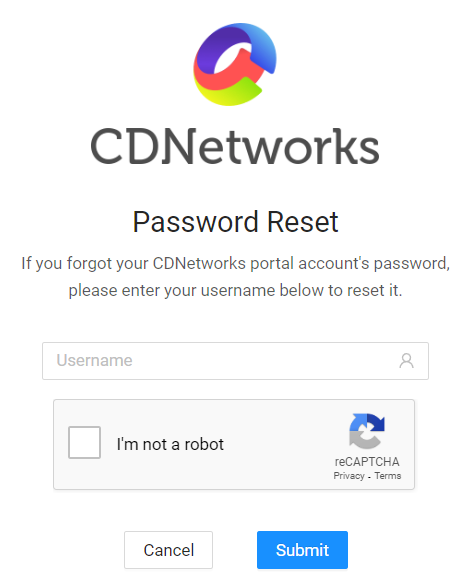 CDNetworks
Password Reset
If you forgot your CDNetworks portal account's password,
please enter your username below to reset it.
Username
I'm not a robot
reCAPTCHA
Privacy - Terms
Cancel
Submit